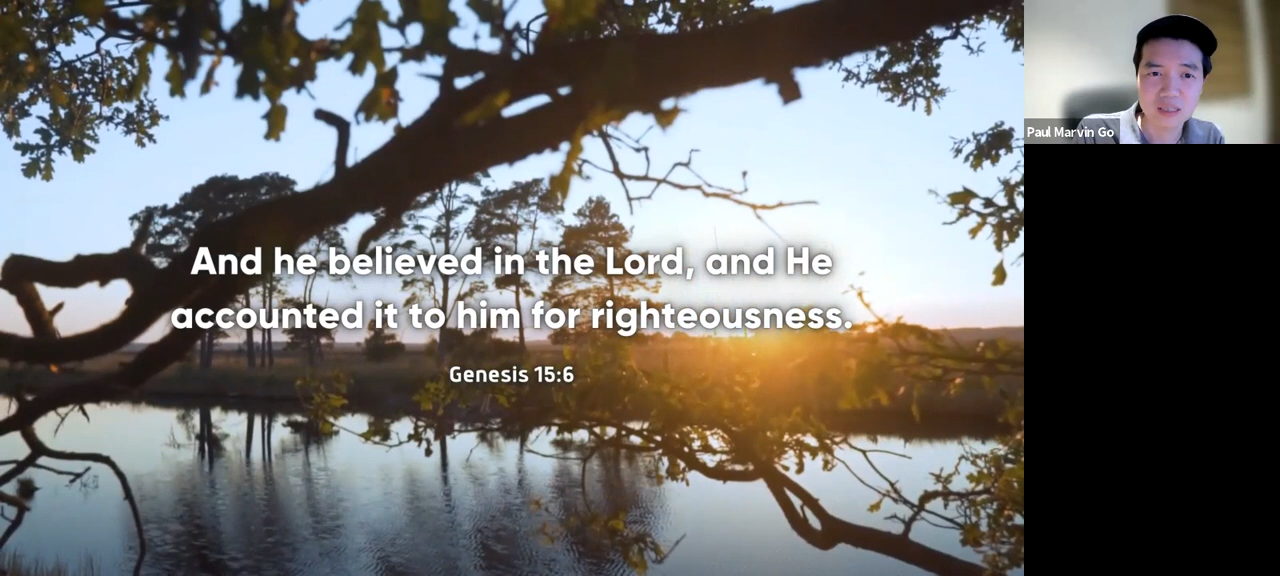 And he believed in the Lord, and He
accounted it to him for righteousness.
Genesis 15:6
Paul Marvin Go